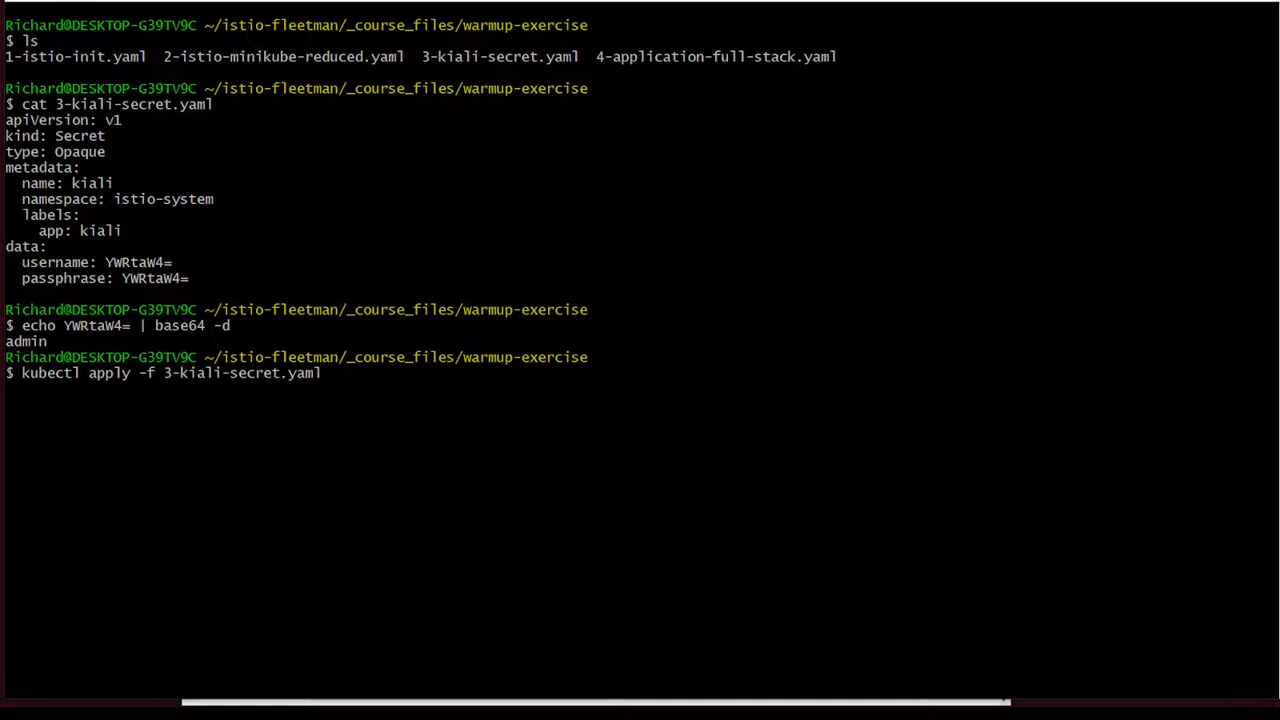 Richard@DESKTOP-G39TV9C ~/istio-fleetman/_course_files/warmup-exercise
$ ls
1-istio-init.yaml  2-istio-minikube-reduced.yaml  3-kiali-secret.yaml  4-application-full-stack.yaml
Richard@DESKTOP-G39TV9C ~/istio-fleetman/_course_files/warmup-exercise
$ cat 3-kiali-secret.yaml
apiVersion: v1
kind: Secret
type: Opaque
metadata:
  name: kiali
  namespace: istio-system
  labels:
    app: kiali
data:
  username: YWRtaW4=
  passphrase: YWRtaW4=
Richard@DESKTOP-G39TV9C ~/istio-fleetman/_course_files/warmup-exercise
$ echo YWRtaW4= | base64 -d
admin
Richard@DESKTOP-G39TV9C ~/istio-fleetman/_course_files/warmup-exercise
$ kubectl apply -f 3-kiali-secret.yaml